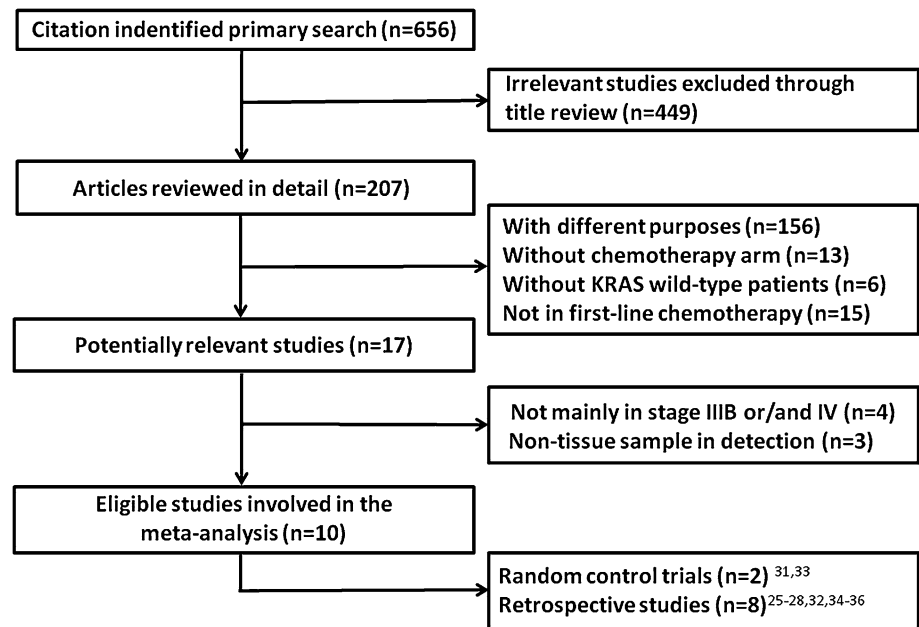 Citation indentified primary search (n=656)
Irrelevant studies excluded through
title review (n=449)
Articles reviewed in detail (n=207)
With different purposes (n=156)
Without chemotherapy arm (n=13)
Without KRAS wild-type patients (n=6)
Not in first-line chemotherapy (n=15)
Potentially relevant studies (n=17)
Not mainly in stage IIIB or/and IV (n=4)
Non-tissue sample in detection (n=3)
Eligible studies involved in the
meta-analysis (n=10)
Random control trials (n=2) 31,33
Retrospective studies (n=8)25-28,32,34-36